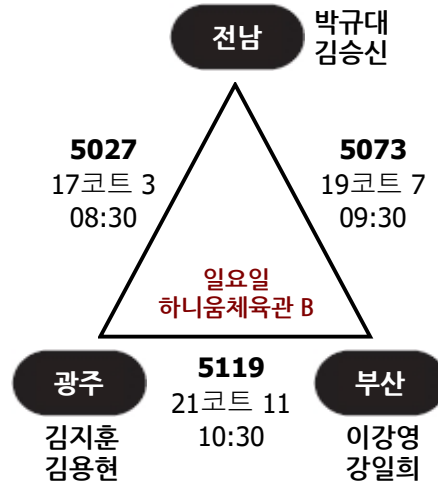 전남
박규대
김승신
5027
17코트 3
08:30
5073
19코트 7
09:30
일요일
하니움체육관 B
광주
김지훈
김용현
5119
21코트 11
10:30
부산
이강영
강일희